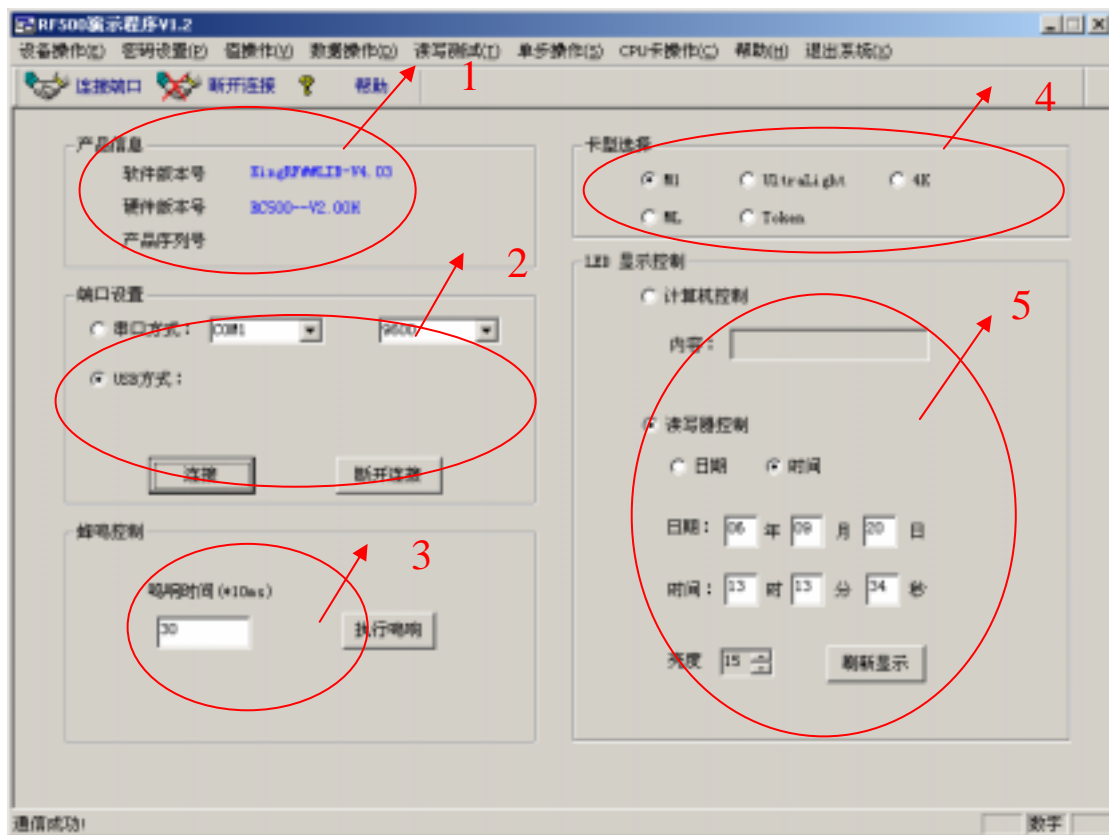 RF500演示程序V1.2
设备操作(E) 密码设置(P) 值操作(V) 数据操作(D) 读写测试(T) 单步操作(S) CPU卡操作(C) 帮助(H) 退出系统(X)
连接端口 断开连接 帮助
1
4
产品信息
软件版本号
硬件版本号 RC500--V2.00K
产品序列号
卡型选择
M1 UltraLight 4K
ML Token
2
端口设置
串口方式: COM1 9600
USB方式:
连接 断开连接
LED 显示控制
计算机控制
内容:
5
读写器控制
日期 时间
日期: 06 年 09 月 20 日
时间: 13 时 13 分 34 秒
亮度 15 刷新显示
蜂鸣控制
3
鸣响时间(*10ms)
30 执行鸣响
通信成功! 数字